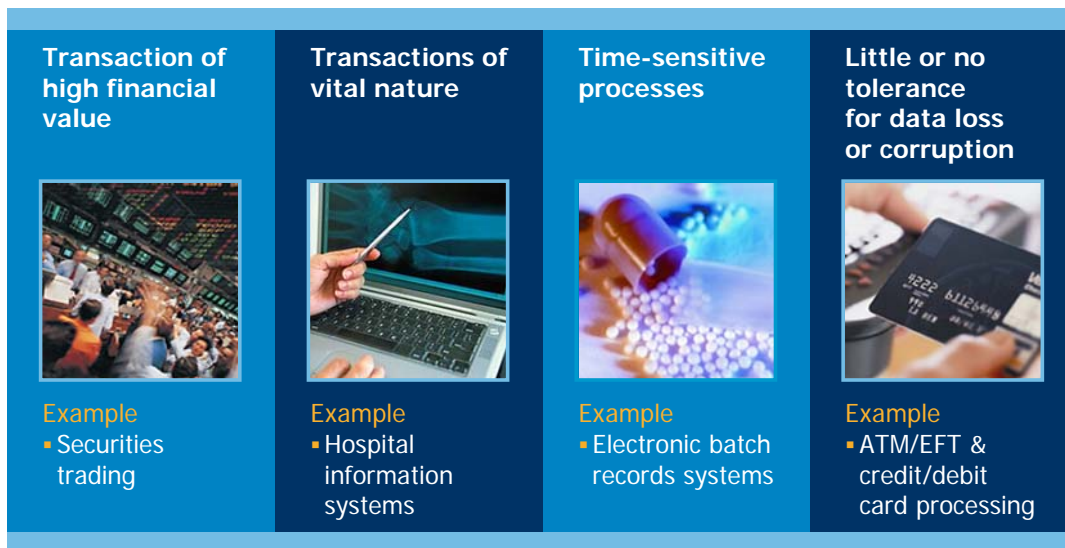 Transaction of
high financial
value
Example
▪ Securities
trading
Transactions of
vital nature
Example
▪ Hospital
information
systems
Time-sensitive
processes
Example
▪ Electronic batch
records systems
Little or no
tolerance
for data loss
or corruption
4222
Example
▪ ATM/EFT &
credit/debit
card processing